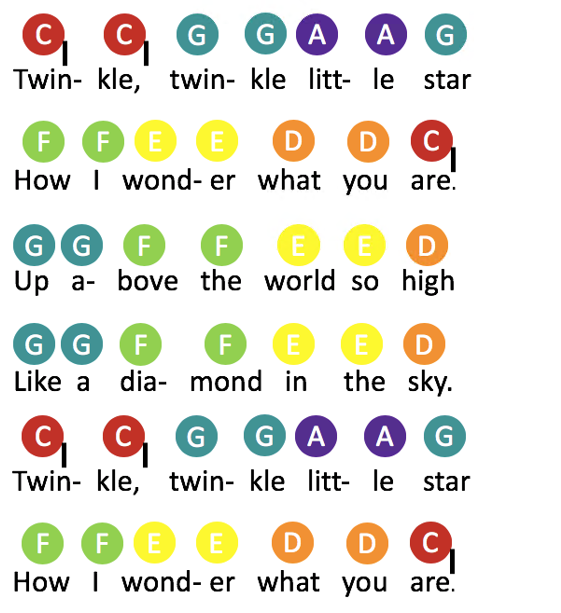 C C G G A A G
Twin- kle, twin- kle litt- le star
F F E E D D C
How I wond- er what you are.
G G F F E E D
Up a- bove the world so high
G G F F E E D
Like a dia- mond in the sky.
C C G G A A G
Twin- kle, twin- kle litt- le star
F F E E D D C
How I wond- er what you are.